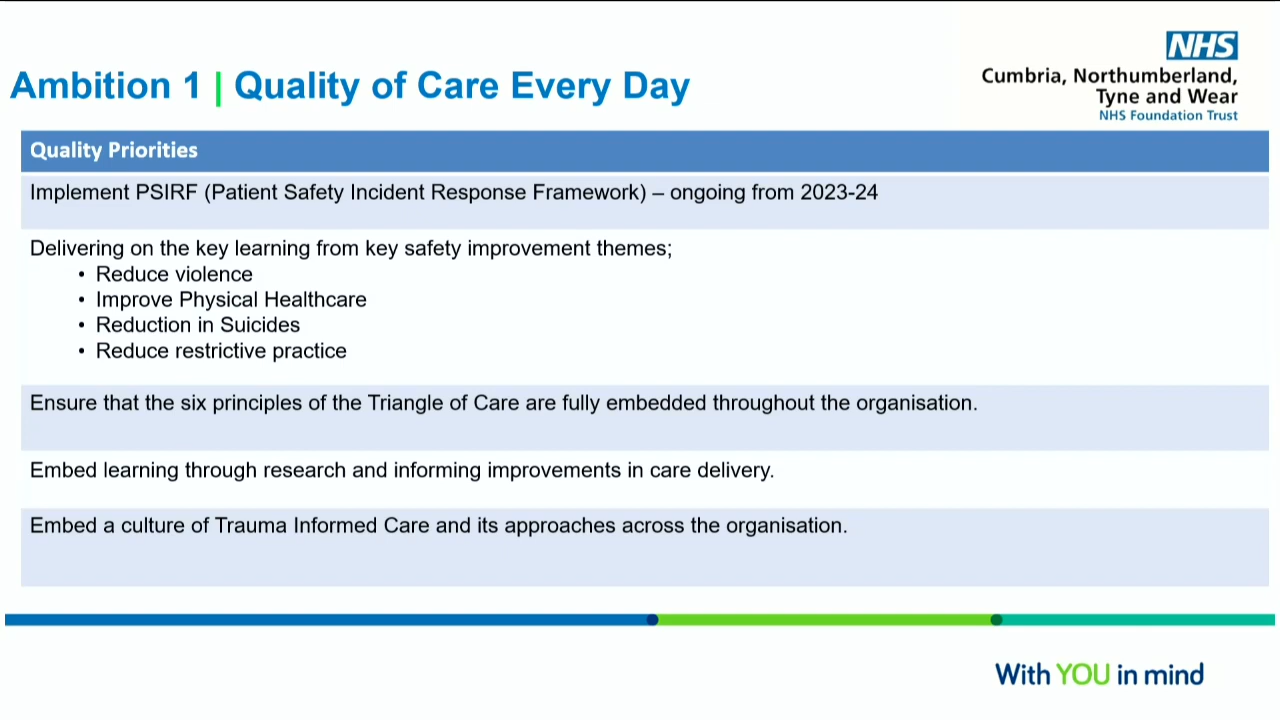 Ambition 1 | Quality of Care Every Day
NHS
Cumbria, Northumberland,
Tyne and Wear
NHS Foundation Trust
Quality Priorities
Implement PSIRF (Patient Safety Incident Response Framework) – ongoing from 2023-24
Delivering on the key learning from key safety improvement themes;
• Reduce violence
• Improve Physical Healthcare
• Reduction in Suicides
• Reduce restrictive practice
Ensure that the six principles of the Triangle of Care are fully embedded throughout the organisation.
Embed learning through research and informing improvements in care delivery.
Embed a culture of Trauma Informed Care and its approaches across the organisation.
With YOU in mind